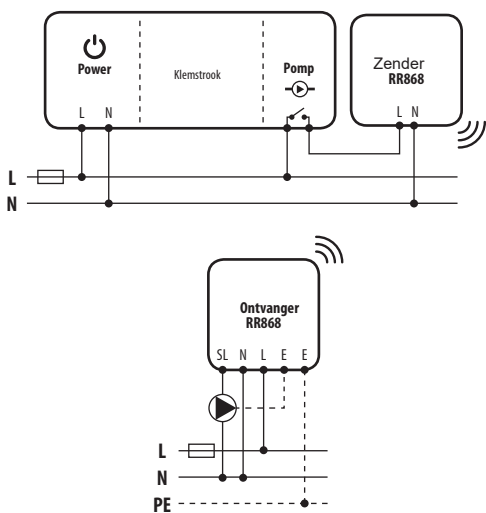 Power
Klemstrook
Pomp
L N
Zender
RR868
L N
L
N
Ontvanger
RR868
SL N L E E
L
N
PE